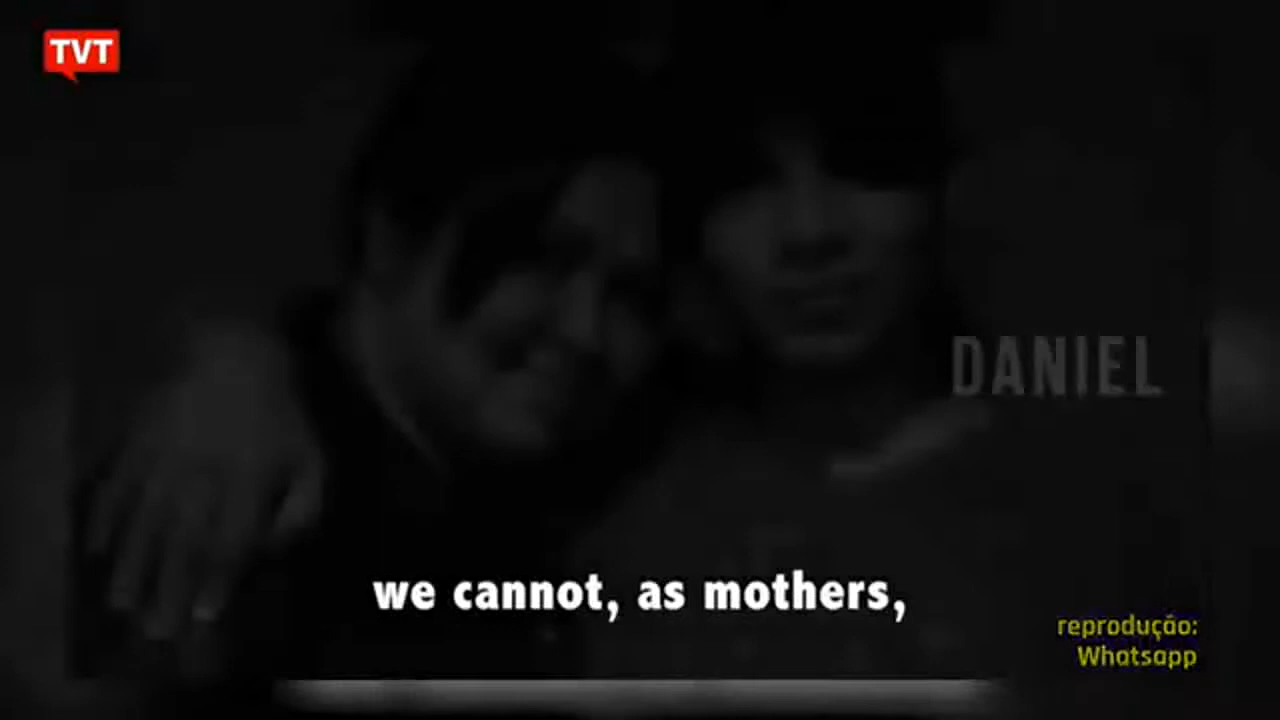 TVT
DANIEL
we cannot, as mothers,
reprodução:
Whatsapp